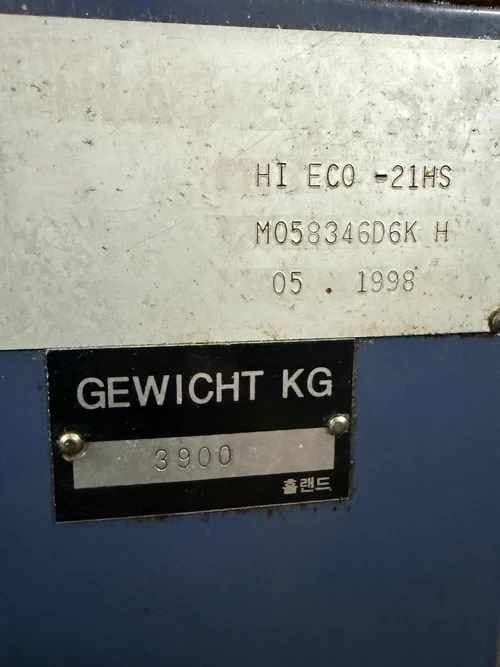 HI ECO -21HS
M058346D6K H
05 . 1998
GEWICHT KG
3900
홀랜드